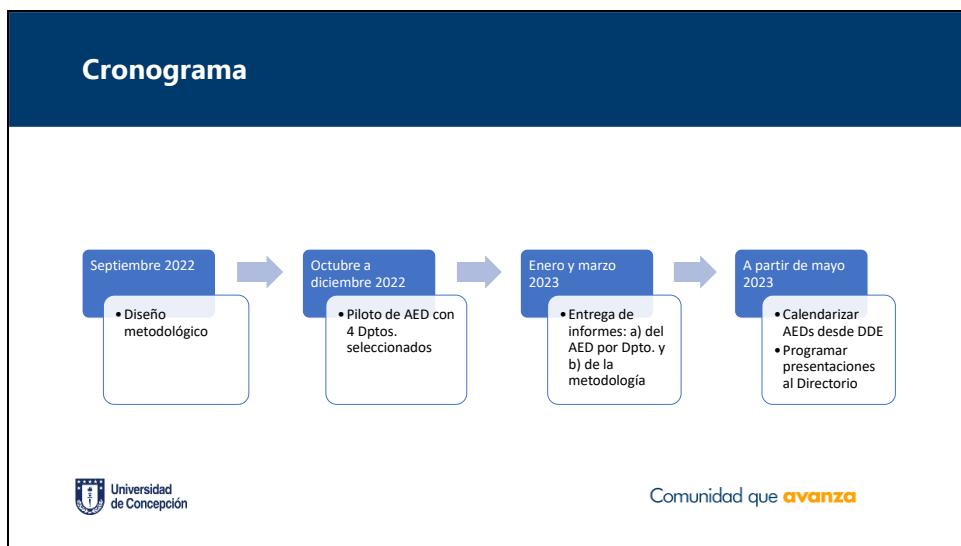 Cronograma
Septiembre 2022
• Diseño
metodológico
Octubre a
diciembre 2022
• Piloto de AED con
4 Dptos.
seleccionados
Enero y marzo
2023
• Entrega de
informes: a) del
AED por Dpto. y
b) de la
metodología
A partir de mayo
2023
• Calendarizar
AEDs desde DDE
• Programar
presentaciones
al Directorio
Universidad
de Concepción
Comunidad que avanza